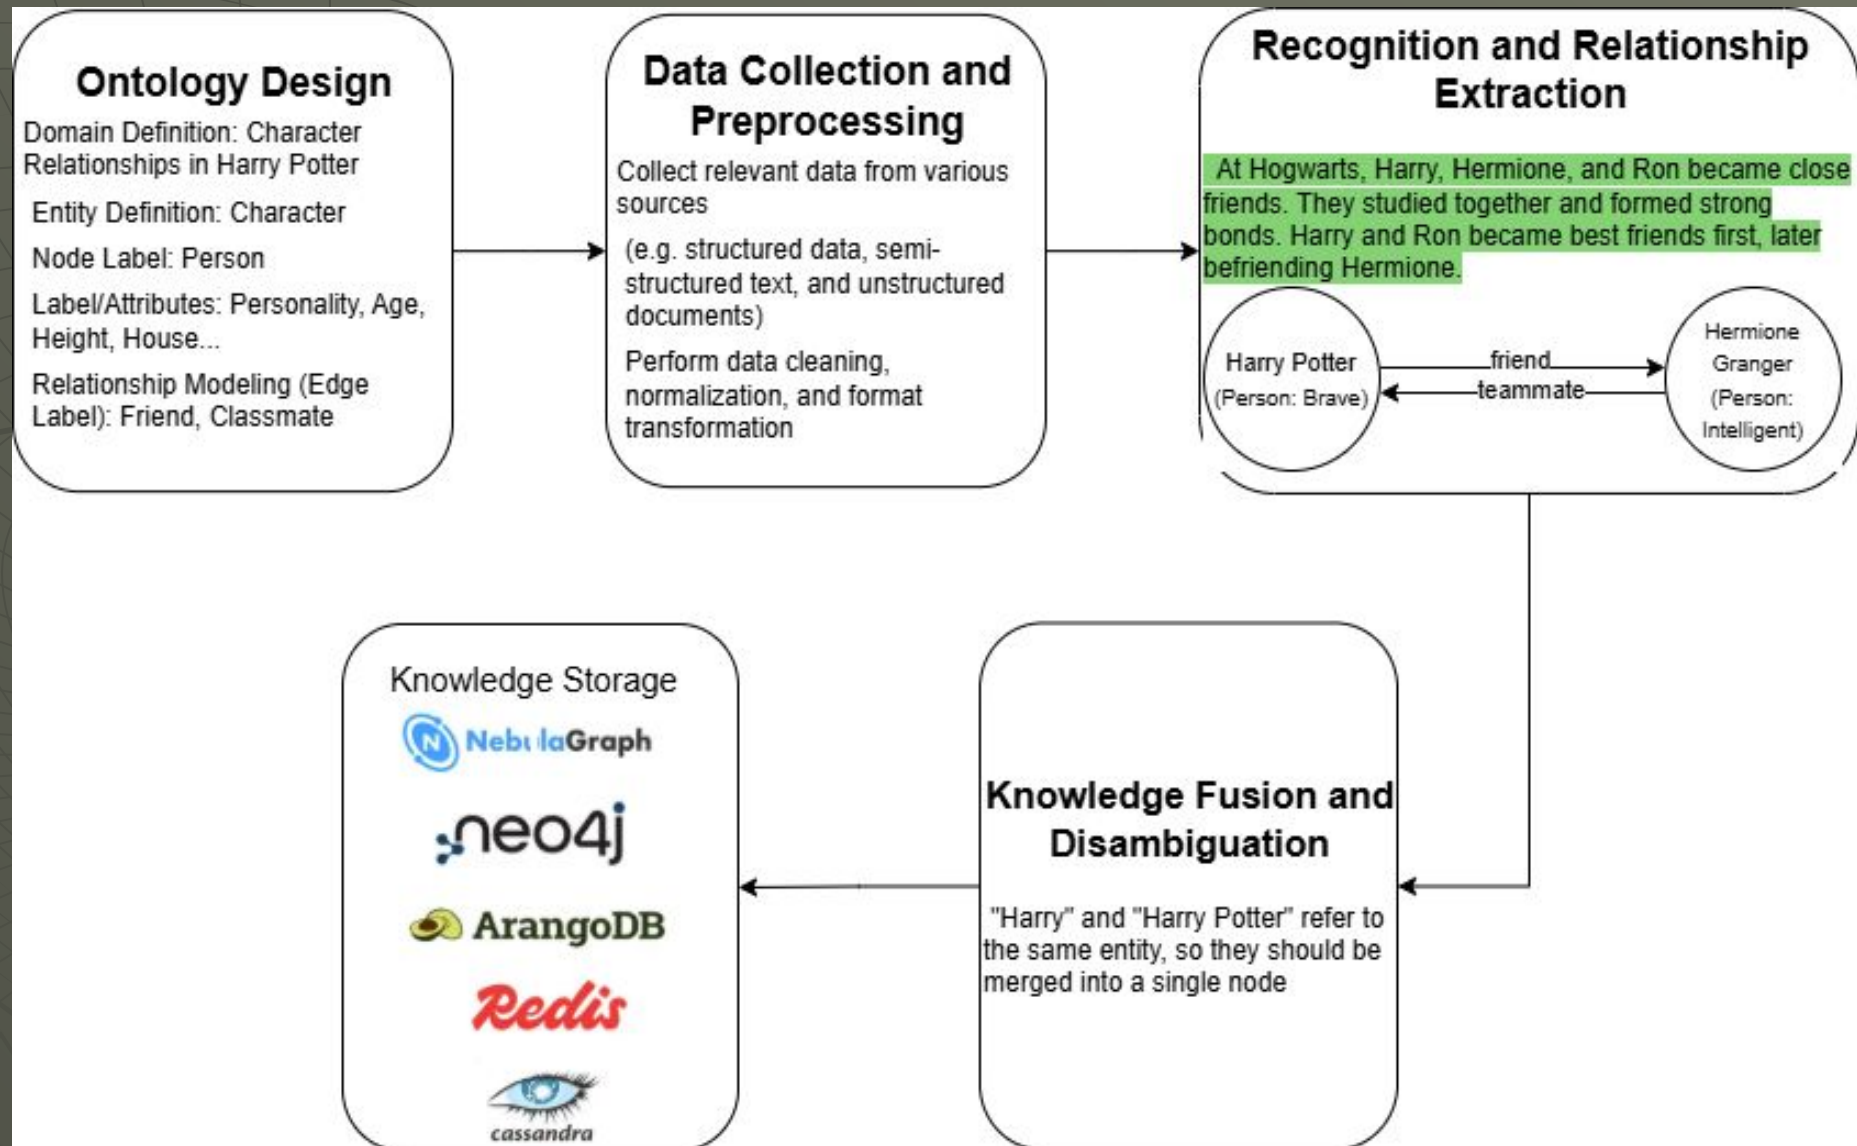 Ontology Design
Domain Definition: Character
Relationships in Harry Potter
Entity Definition: Character
Node Label: Person
Label/Attributes: Personality, Age,
Height, House...
Relationship Modeling (Edge
Label): Friend, Classmate
Data Collection and
Preprocessing
Collect relevant data from various
sources
(e.g. structured data, semi-
structured text, and unstructured
documents)
Perform data cleaning,
normalization, and format
transformation
Recognition and Relationship
Extraction
At Hogwarts, Harry, Hermione, and Ron became close
friends. They studied together and formed strong
bonds. Harry and Ron became best friends first, later
befriending Hermione.
Harry Potter
(Person: Brave)
friend
teammate
Hermione
Granger
(Person:
Intelligent)
Knowledge Fusion and
Disambiguation
"Harry" and "Harry Potter" refer to
the same entity, so they should be
merged into a single node
Knowledge Storage
N NebulaGraph
neo4j
ArangoDB
Redis
cassandra